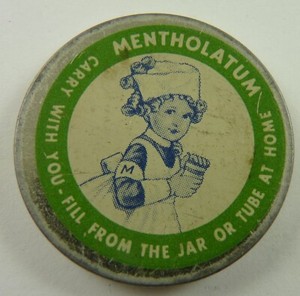 MENTHOLATUM
CARRY WITH YOU - FILL FROM THE JAR OR TUBE AT HOME
M